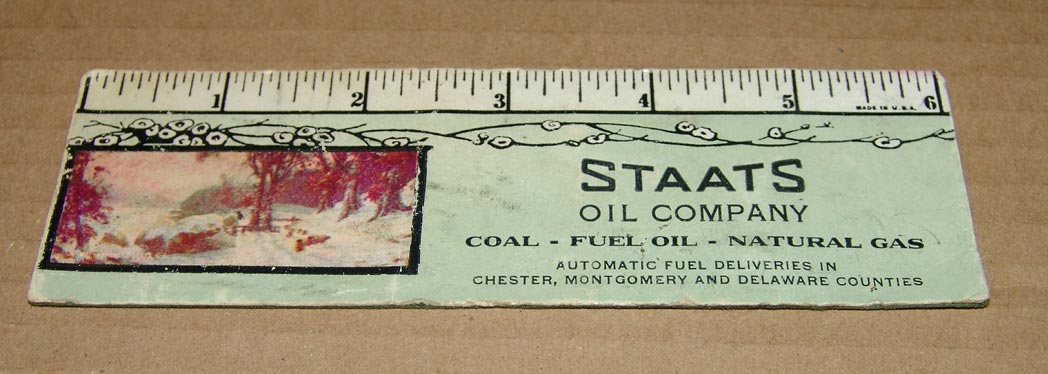 1 2 3 4 5 6
MADE IN U.S.A.
STAATS
OIL COMPANY
COAL - FUEL OIL - NATURAL GAS
AUTOMATIC FUEL DELIVERIES IN
CHESTER, MONTGOMERY AND DELAWARE COUNTIES